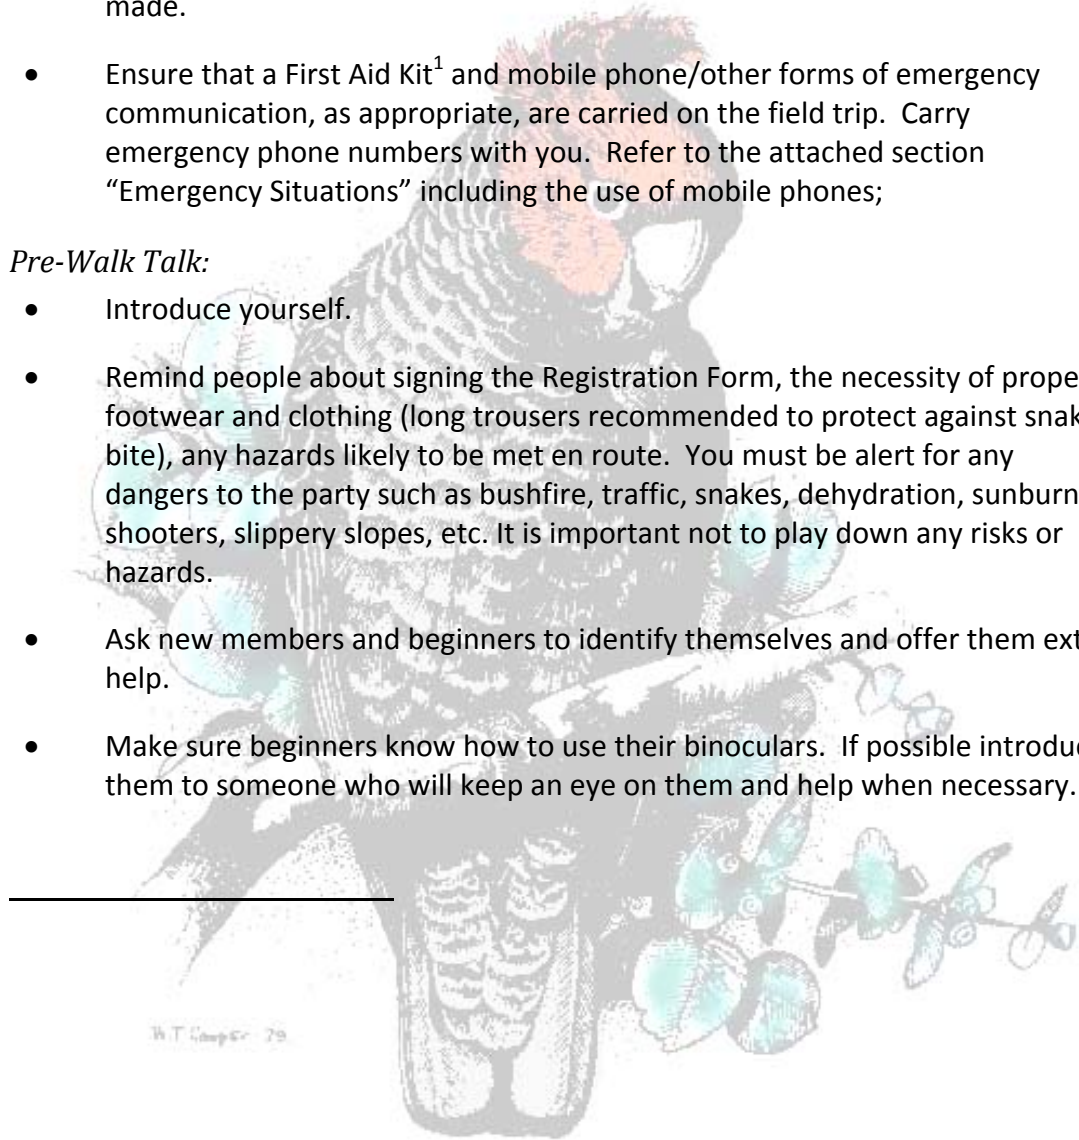 made.
• Ensure that a First Aid Kit¹ and mobile phone/other forms of emergency
communication, as appropriate, are carried on the field trip. Carry
emergency phone numbers with you. Refer to the attached section
“Emergency Situations” including the use of mobile phones;
Pre-Walk Talk:
• Introduce yourself.
• Remind people about signing the Registration Form, the necessity of prope
footwear and clothing (long trousers recommended to protect against snak
bite), any hazards likely to be met en route. You must be alert for any
dangers to the party such as bushfire, traffic, snakes, dehydration, sunburn
shooters, slippery slopes, etc. It is important not to play down any risks or
hazards.
• Ask new members and beginners to identify themselves and offer them ext
help.
• Make sure beginners know how to use their binoculars. If possible introduc
them to someone who will keep an eye on them and help when necessary.
W.T. Cooper 79